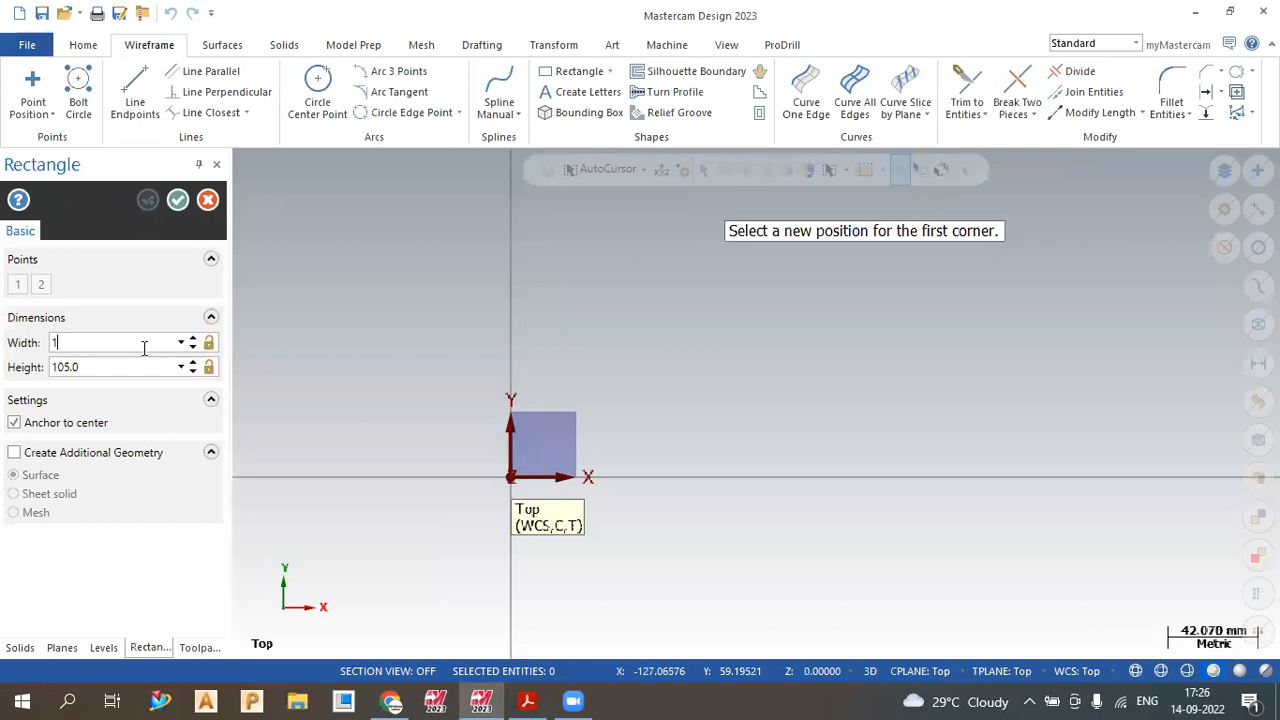 Mastercam Design 2023
File
Home
Wireframe
Surfaces
Solids
Model Prep
Mesh
Drafting
Transform
Art
Machine
View
ProDrill
Standard
myMastercam
Point Position
Bolt Circle
Points
Line Endpoints
Line Parallel
Line Perpendicular
Line Closest
Lines
Circle Center Point
Arc 3 Points
Arc Tangent
Circle Edge Point
Arcs
Spline Manual
Splines
Rectangle
Create Letters
Bounding Box
Silhouette Boundary
Turn Profile
Relief Groove
Shapes
Curve One Edge
Curve All Edges
Curve Slice by Plane
Curves
Trim to Entities
Break Two Pieces
Divide
Join Entities
Modify Length
Fillet Entities
Modify
Rectangle
Basic
Points
1
2
Dimensions
Width:
1
Height:
105.0
Settings
Anchor to center
Create Additional Geometry
Surface
Sheet solid
Mesh
AutoCursor
Select a new position for the first corner.
Y
X
Top
(WCS,C,T)
Y
X
Top
42.070 mm
Metric
Solids
Planes
Levels
Rectan...
Toolpa...
SECTION VIEW: OFF
SELECTED ENTITIES: 0
X: -127.06576
Y: 59.19521
Z: 0.00000
3D
CPLANE: Top
TPLANE: Top
WCS: Top
2023
2023
29°C Cloudy
ENG
17:26
14-09-2022